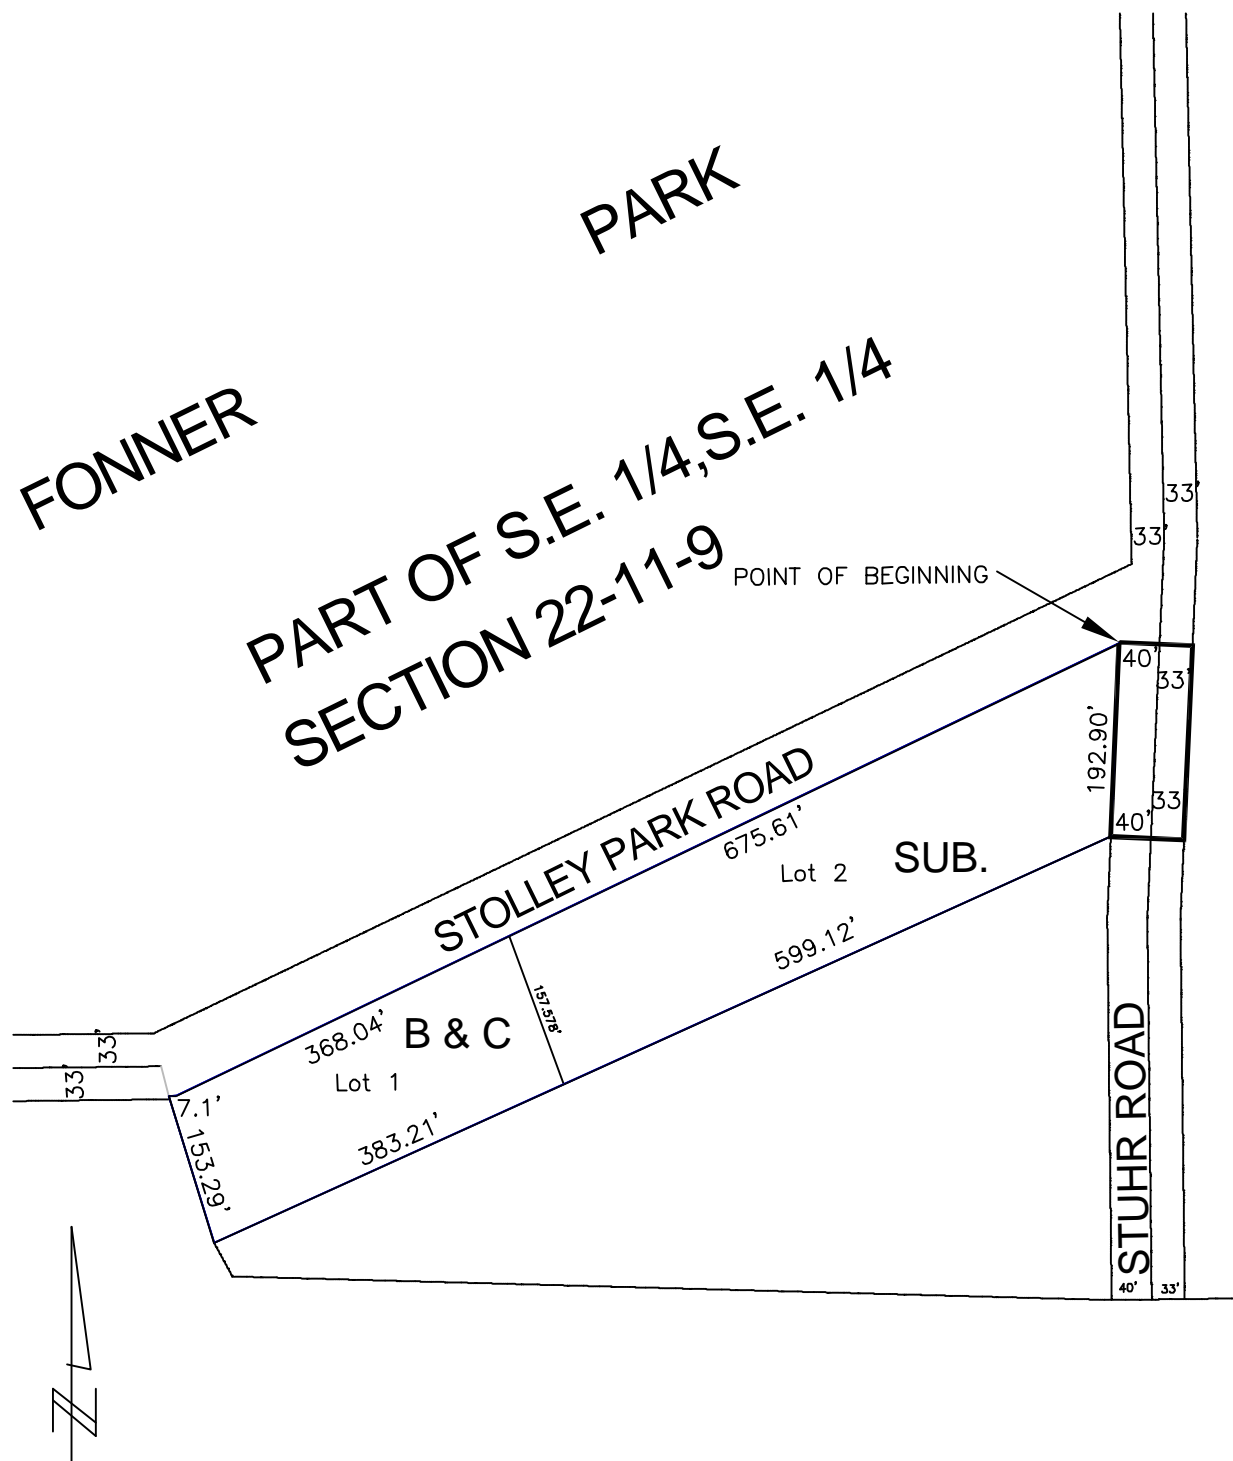 PARK
FONNER
PART OF S.E. 1/4,S.E. 1/4
SECTION 22-11-9
33'
33'
POINT OF BEGINNING
40'
33'
192.90'
33
40'
STOLLEY PARK ROAD
675.61'
Lot 2
SUB.
599.12'
157.578'
368.04'
B & C
Lot 1
33'
33'
7.1'
153.29'
383.21'
STUHR ROAD
40'
33'
N